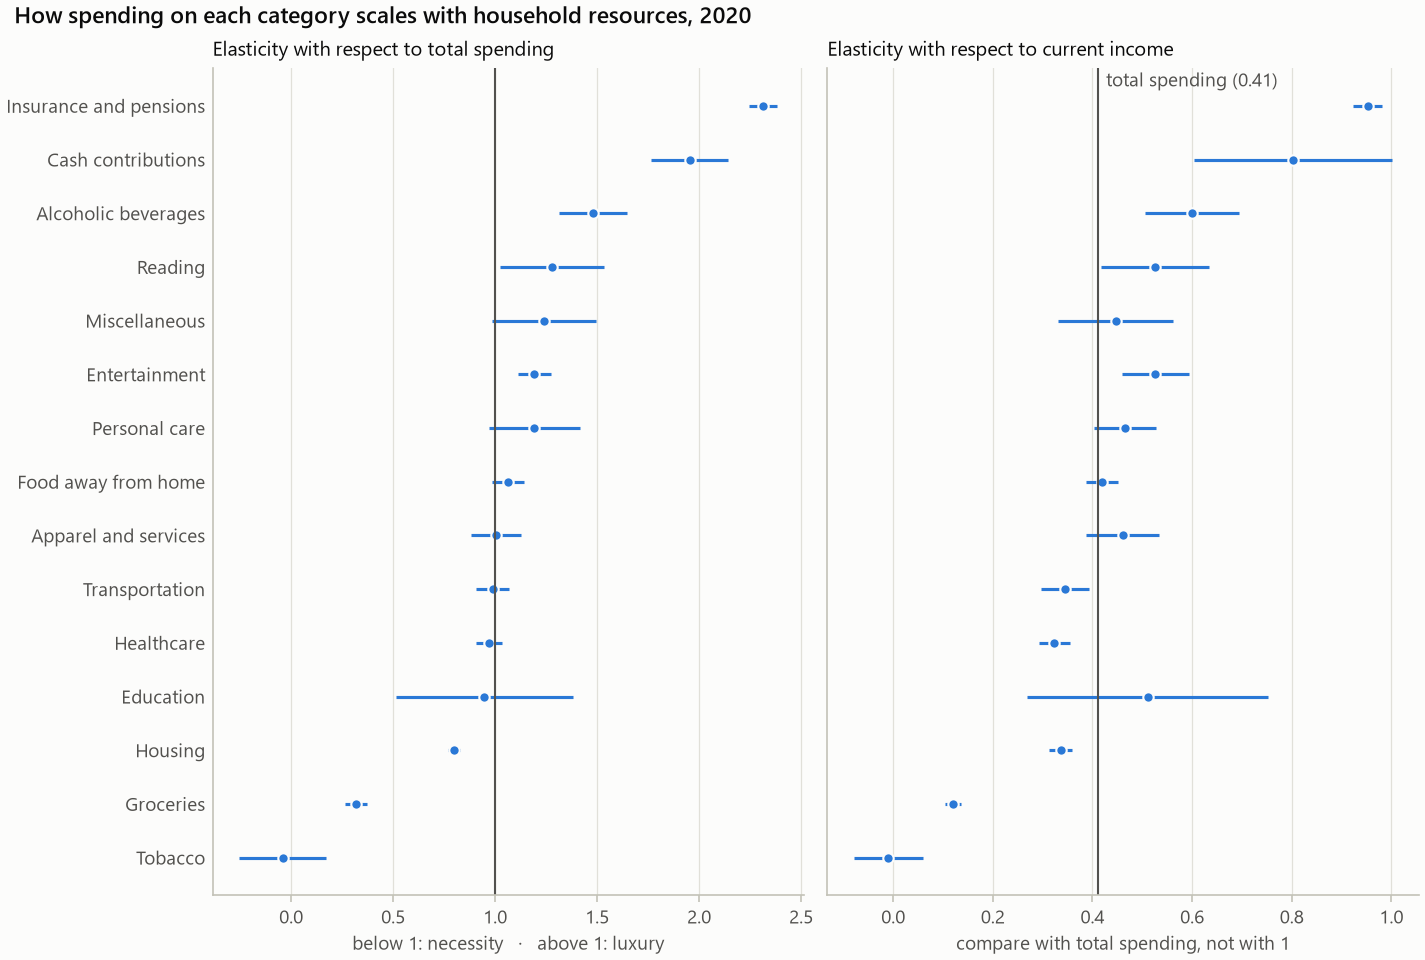 How spending on each category scales with household resources, 2020
Elasticity with respect to total spending
Elasticity with respect to current income
total spending (0.41)
Insurance and pensions
Cash contributions
Alcoholic beverages
Reading
Miscellaneous
Entertainment
Personal care
Food away from home
Apparel and services
Transportation
Healthcare
Education
Housing
Groceries
Tobacco
0.0 0.5 1.0 1.5 2.0 2.5
below 1: necessity · above 1: luxury
0.0 0.2 0.4 0.6 0.8 1.0
compare with total spending, not with 1